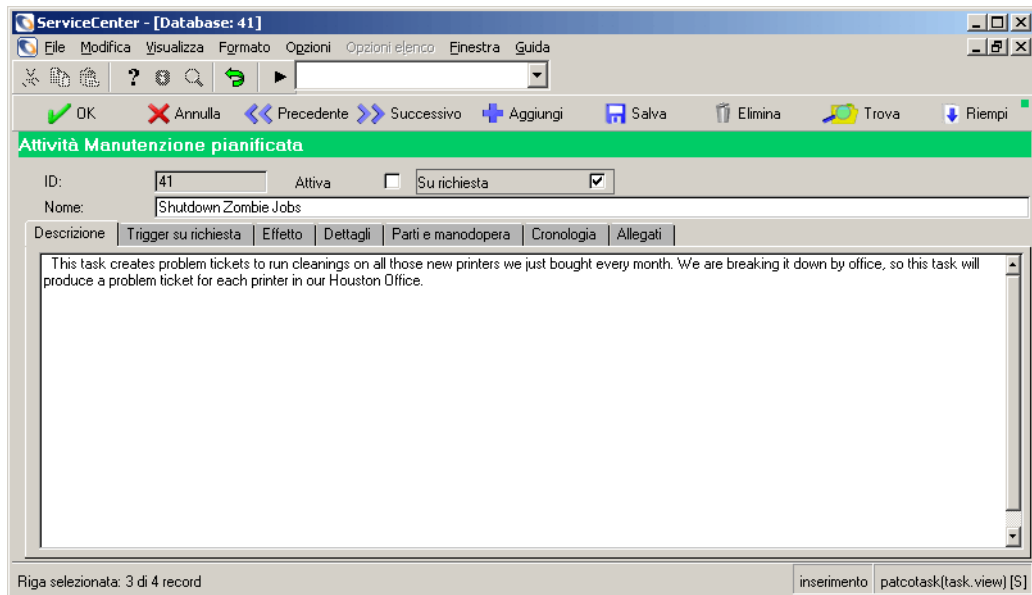 ServiceCenter - [Database: 41]
File Modifica Visualizza Formato Opzioni Opzioni elenco Finestra Guida
OK Annulla Precedente Successivo Aggiungi Salva Elimina Trova Riempi
Attività Manutenzione pianificata
ID: 41 Attiva Su richiesta
Nome: Shutdown Zombie Jobs
Descrizione Trigger su richiesta Effetto Dettagli Parti e manodopera Cronologia Allegati
This task creates problem tickets to run cleanings on all those new printers we just bought every month. We are breaking it down by office, so this task will
produce a problem ticket for each printer in our Houston Office.
Riga selezionata: 3 di 4 record inserimento patcotask(task.view) [S]